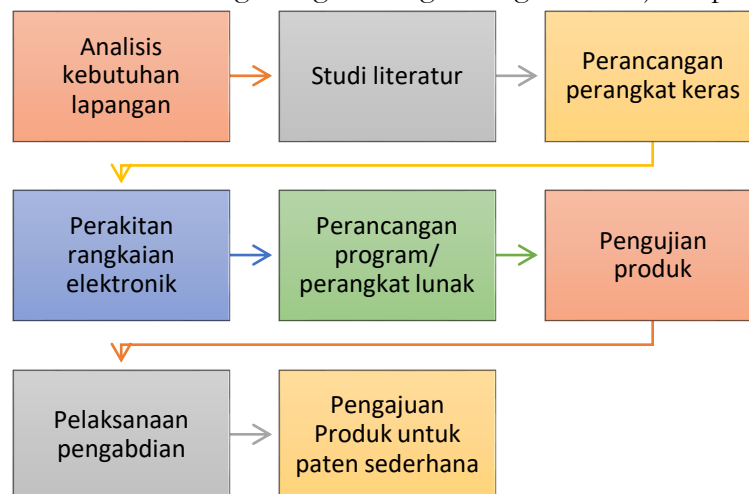 Analisis
kebutuhan
lapangan
Studi literatur
Perancangan
perangkat keras
Perakitan
rangkaian
elektronik
Perancangan
program/
perangkat lunak
Pengujian
produk
Pelaksanaan
pengabdian
Pengajuan
Produk untuk
paten sederhana